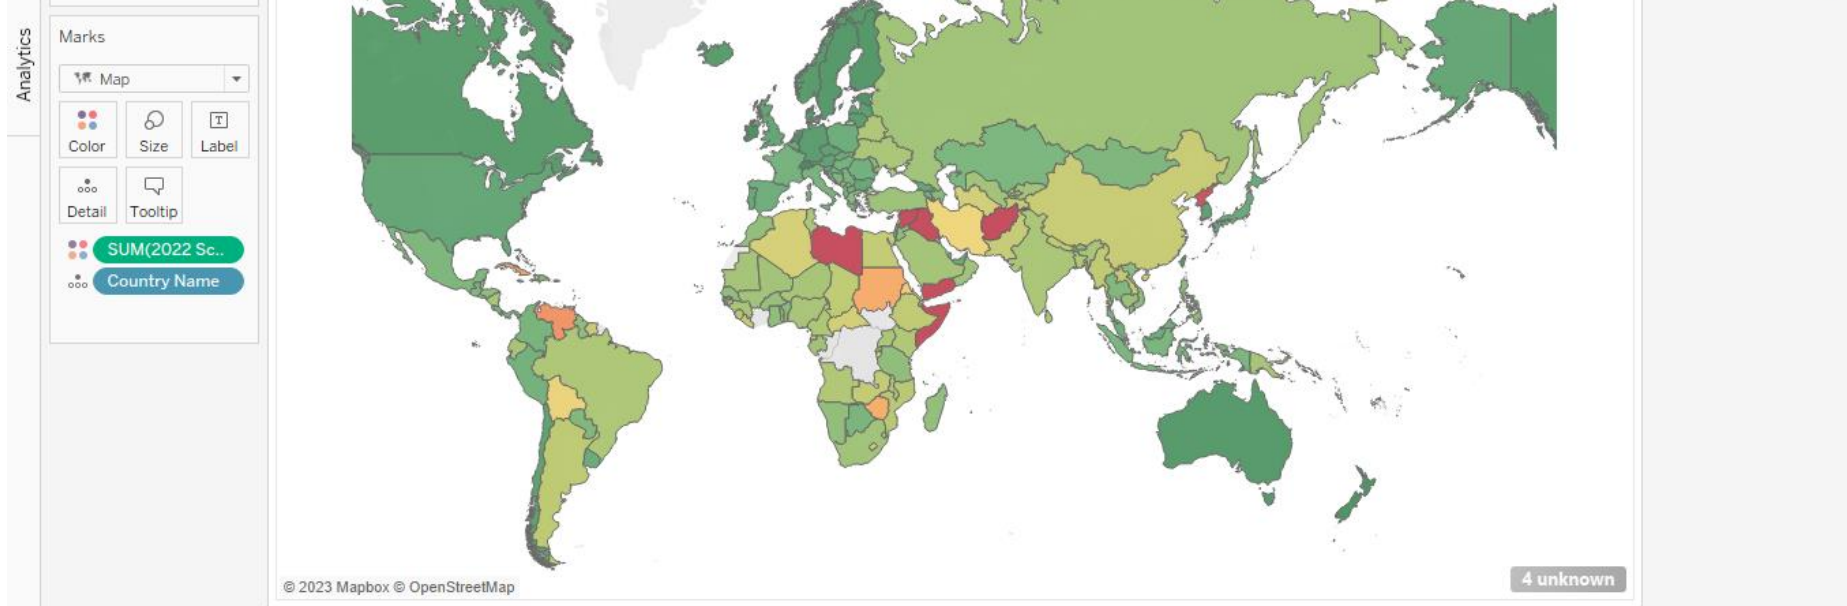 Analytics
Marks
Map
Color
Size
T
Label
Detail
Tooltip
SUM(2022 Sc..
Country Name
© 2023 Mapbox © OpenStreetMap
4 unknown